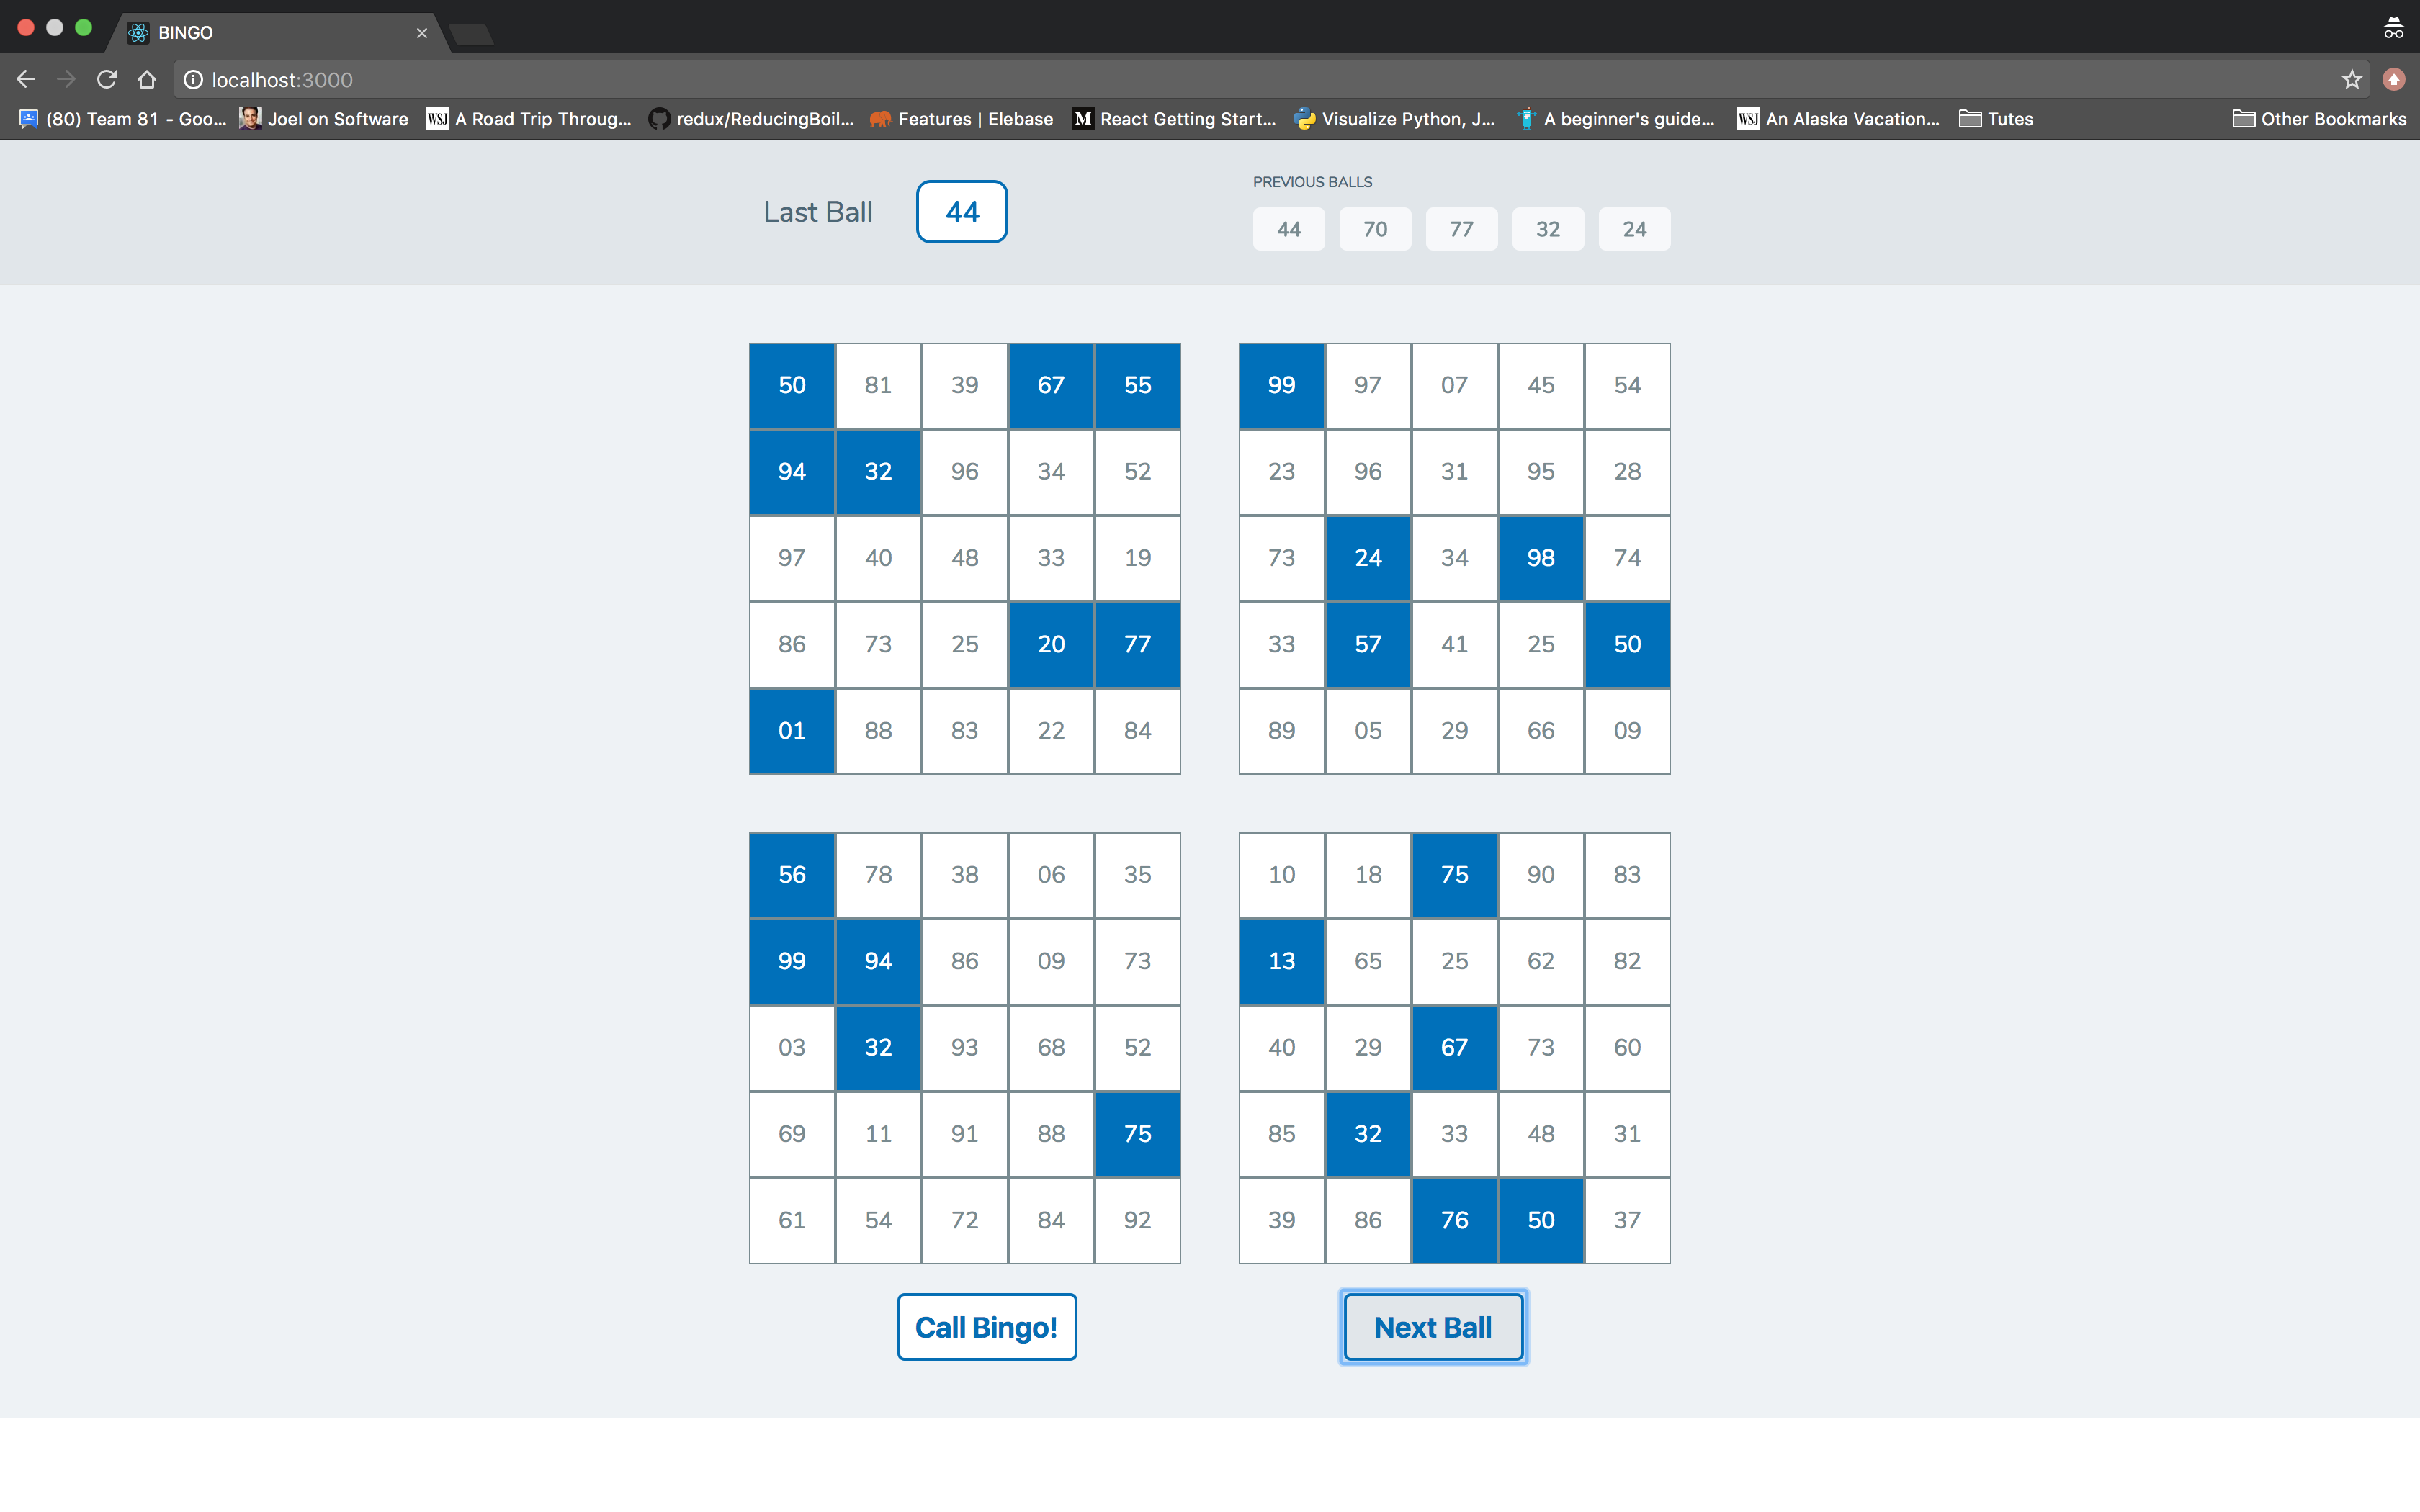 BINGO
localhost:3000
(80) Team 81 - Goo... Joel on Software WSJ A Road Trip Throug... redux/ReducingBoil... Features | Elebase M React Getting Start... Visualize Python, J... A beginner's guide... WSJ An Alaska Vacation... Tutes Other Bookmarks
PREVIOUS BALLS
Last Ball 44
44 70 77 32 24
50 81 39 67 55
94 32 96 34 52
97 40 48 33 19
86 73 25 20 77
01 88 83 22 84
99 97 07 45 54
23 96 31 95 28
73 24 34 98 74
33 57 41 25 50
89 05 29 66 09
56 78 38 06 35
99 94 86 09 73
03 32 93 68 52
69 11 91 88 75
61 54 72 84 92
10 18 75 90 83
13 65 25 62 82
40 29 67 73 60
85 32 33 48 31
39 86 76 50 37
Call Bingo!
Next Ball